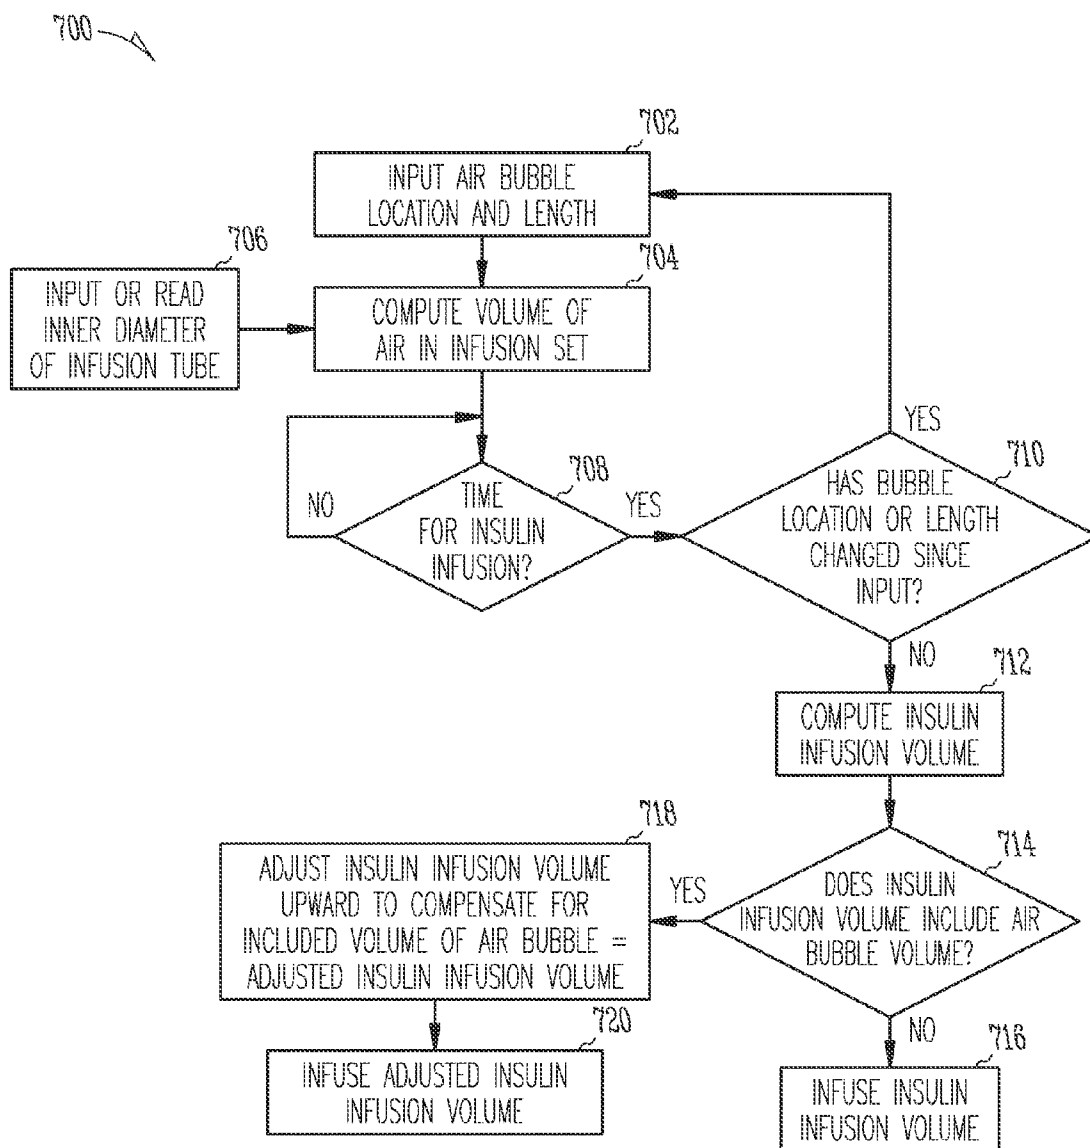 700
702
INPUT AIR BUBBLE
LOCATION AND LENGTH
706
INPUT OR READ
INNER DIAMETER
OF INFUSION TUBE
704
COMPUTE VOLUME OF
AIR IN INFUSION SET
708
TIME
FOR INSULIN
INFUSION?
NO
YES
710
HAS BUBBLE
LOCATION OR LENGTH
CHANGED SINCE
INPUT?
YES
NO
712
COMPUTE INSULIN
INFUSION VOLUME
714
DOES INSULIN
INFUSION VOLUME INCLUDE AIR
BUBBLE VOLUME?
YES
NO
718
ADJUST INSULIN INFUSION VOLUME
UPWARD TO COMPENSATE FOR
INCLUDED VOLUME OF AIR BUBBLE =
ADJUSTED INSULIN INFUSION VOLUME
720
INFUSE ADJUSTED INSULIN
INFUSION VOLUME
716
INFUSE INSULIN
INFUSION VOLUME